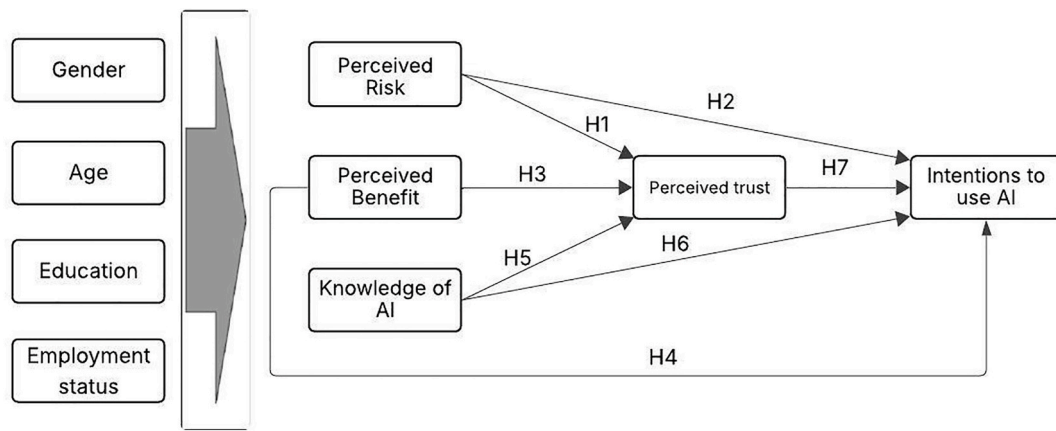 Gender
Age
Education
Employment
status
Perceived
Risk
Perceived
Benefit
Knowledge of
AI
H1
H2
H3
H5
H6
H4
Perceived trust
H7
Intentions to
use AI